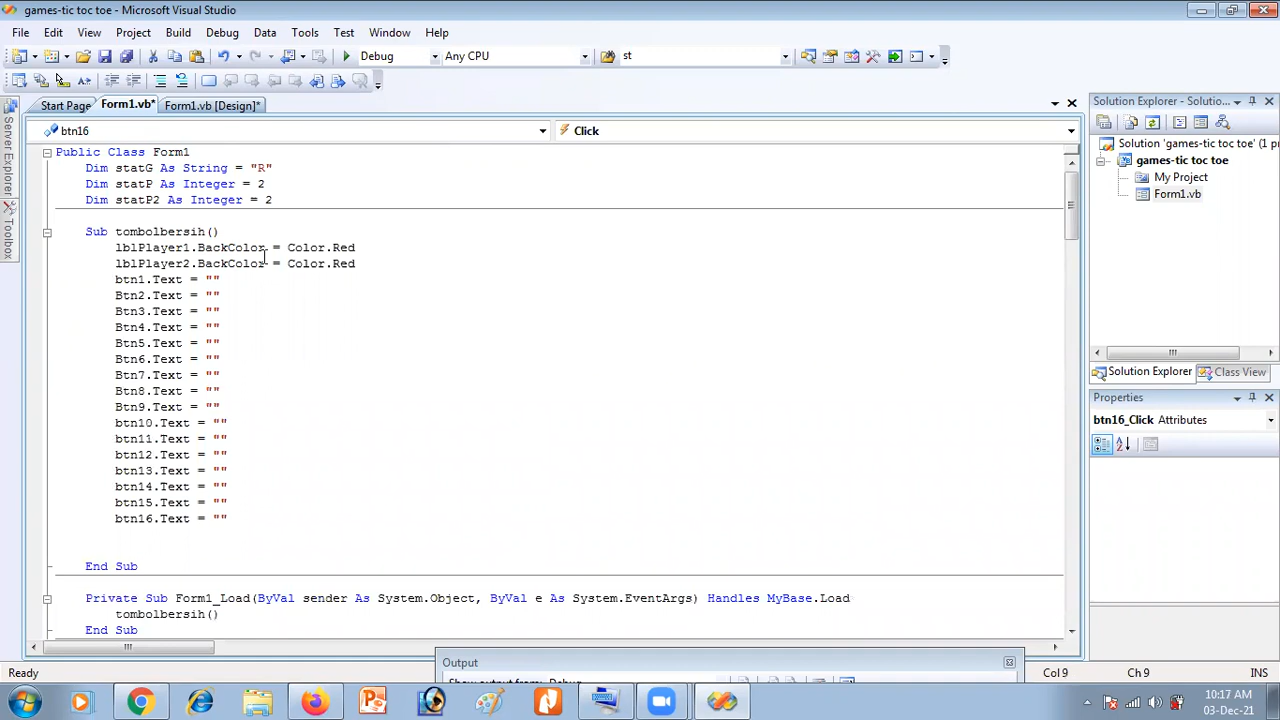 games-tic toc toe - Microsoft Visual Studio
File Edit View Project Build Debug Data Tools Test Window Help
Debug Any CPU st
Start Page Form1.vb* Form1.vb [Design]*
Server Explorer
Toolbox
btn16 Click
Public Class Form1
Dim statG As String = "R"
Dim statP As Integer = 2
Dim statP2 As Integer = 2
Sub tombolbersih()
lblPlayer1.BackColor = Color.Red
lblPlayer2.BackColor = Color.Red
btn1.Text = ""
Btn2.Text = ""
Btn3.Text = ""
Btn4.Text = ""
Btn5.Text = ""
Btn6.Text = ""
Btn7.Text = ""
Btn8.Text = ""
Btn9.Text = ""
btn10.Text = ""
btn11.Text = ""
btn12.Text = ""
btn13.Text = ""
btn14.Text = ""
btn15.Text = ""
btn16.Text = ""
End Sub
Private Sub Form1_Load(ByVal sender As System.Object, ByVal e As System.EventArgs) Handles MyBase.Load
tombolbersih()
End Sub
Solution Explorer - Solutio...
Solution 'games-tic toc toe' (1 p
games-tic toc toe
My Project
Form1.vb
Solution Explorer Class View
Properties
btn16_Click Attributes
Output
Show output from: Debug
Ready Col 9 Ch 9 INS
10:17 AM
03-Dec-21